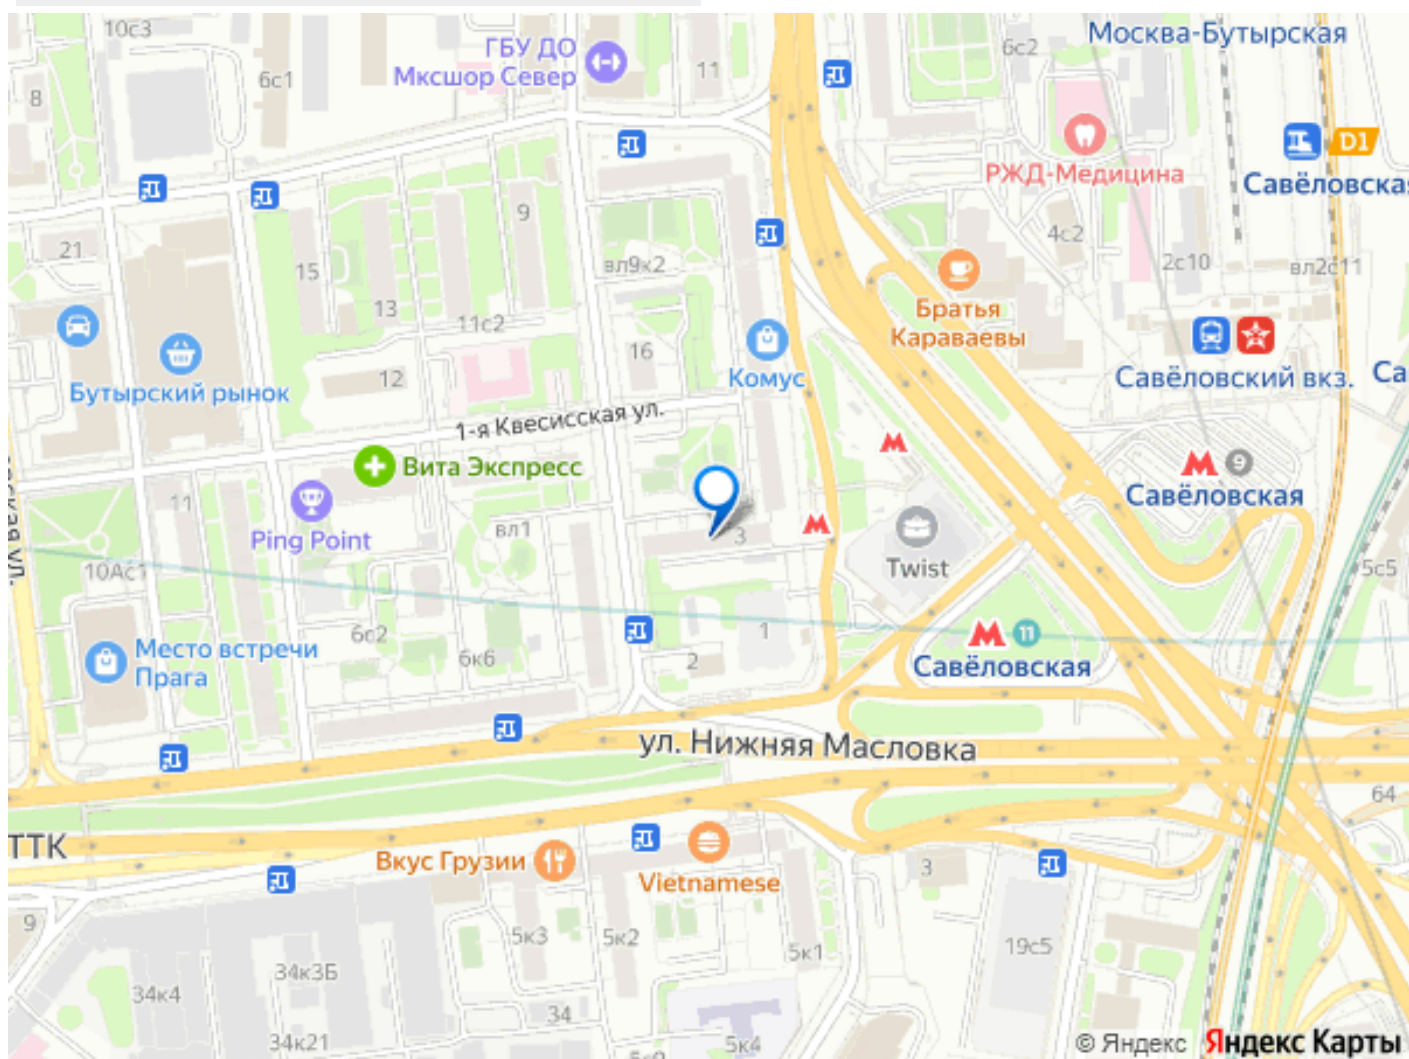 10с3
Москва-Бутырская
ГБУ ДО
Мксшор Север
6с2
6с1
11
8
D1
РЖД-Медицина
Савёловская
9
4с2
21
15
вл9к2
2с10
вл2с11
13
11с2
Братья
Караваевы
16
12
Комус
Бутырский рынок
Савёловский вкз.
Са
1-я Квесисская ул.
Вита Экспресс
9
Савёловская
11
Ping Point
вл1
3
Twist
10Ас1
5с5
6с2
1
11
Место встречи
Прага
6к6
2
Савёловская
ул. Нижняя Масловка
64
ТТК
Вкус Грузии
Vietnamese
3
9
5к3
5к2
5к1
19с5
34к3Б
34к4
34
34к21
5к4
© Яндекс
Яндекс Карты